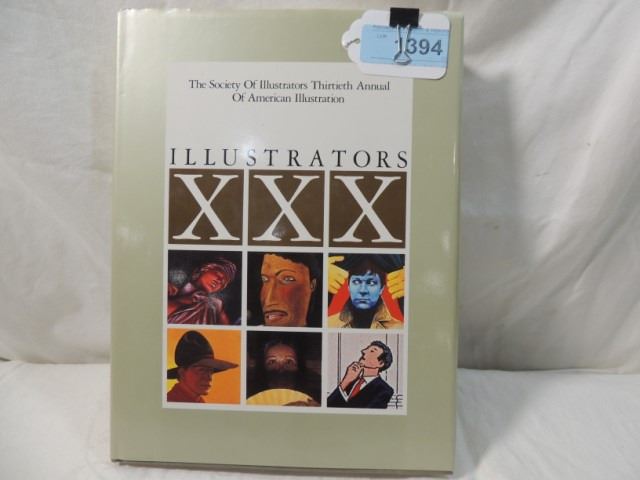 1394
The Society Of Illustrators Thirtieth Annual
Of American Illustration
ILLUSTRATORS
XXX